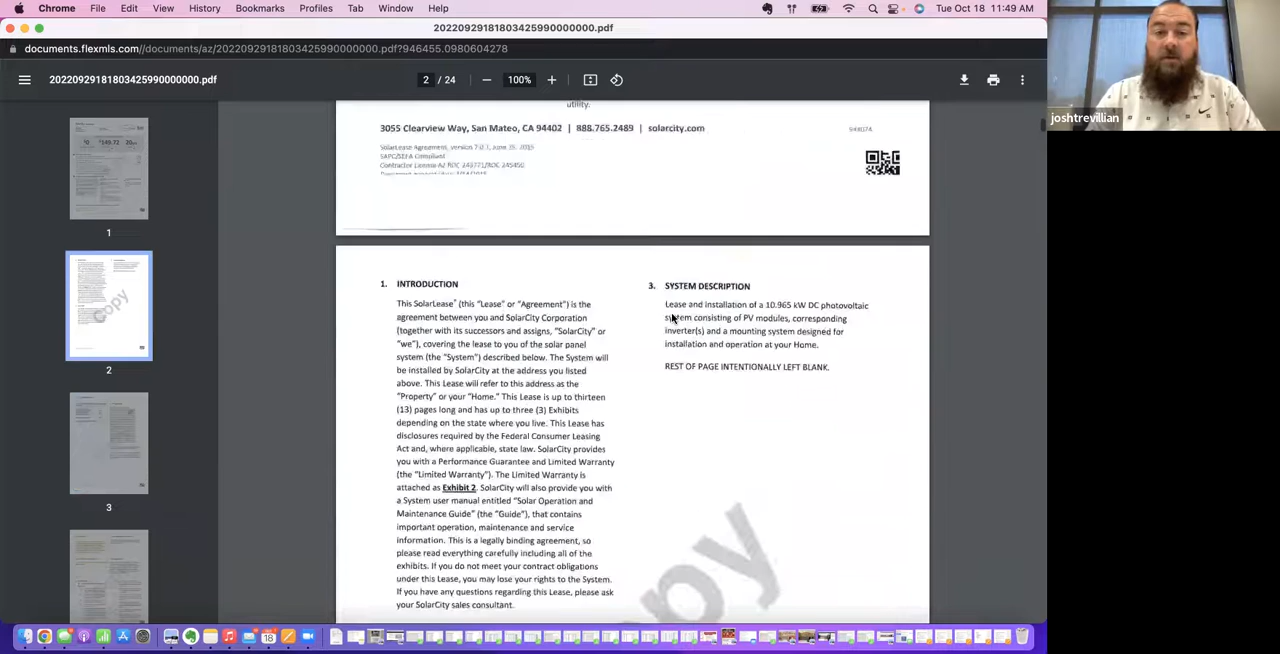 Chrome File Edit View History Bookmarks Profiles Tab Window Help Tue Oct 18 11:49 AM
20220929181803425990000000.pdf
documents.flexmls.com//documents/az/20220929181803425990000000.pdf?946455.0980604278
20220929181803425990000000.pdf 2 / 24 100%
joshtrevillian
utility.
3055 Clearview Way, San Mateo, CA 94402 | 888.765.2489 | solarcity.com
SolarLease Agreement, version
SAPC/SEFA Compliant
Contractor License AZ ROC 243771/ROC 245450
1. INTRODUCTION
This SolarLease® (this "Lease" or "Agreement") is the
agreement between you and SolarCity Corporation
(together with its successors and assigns, "SolarCity" or
"we"), covering the lease to you of the solar panel
system (the "System") described below. The System will
be installed by SolarCity at the address you listed
above. This Lease will refer to this address as the
"Property" or your "Home." This Lease is up to thirteen
(13) pages long and has up to three (3) Exhibits
depending on the state where you live. This Lease has
disclosures required by the Federal Consumer Leasing
Act and, where applicable, state law. SolarCity provides
you with a Performance Guarantee and Limited Warranty
(the "Limited Warranty"). The Limited Warranty is
attached as Exhibit 2. SolarCity will also provide you with
a System user manual entitled "Solar Operation and
Maintenance Guide" (the "Guide"), that contains
important operation, maintenance and service
information. This is a legally binding agreement, so
please read everything carefully including all of the
exhibits. If you do not meet your contract obligations
under this Lease, you may lose your rights to the System.
If you have any questions regarding this Lease, please ask
your SolarCity sales consultant.
3. SYSTEM DESCRIPTION
Lease and installation of a 10.965 kW DC photovoltaic
system consisting of PV modules, corresponding
inverter(s) and a mounting system designed for
installation and operation at your Home.
REST OF PAGE INTENTIONALLY LEFT BLANK.
Copy
1
2
3